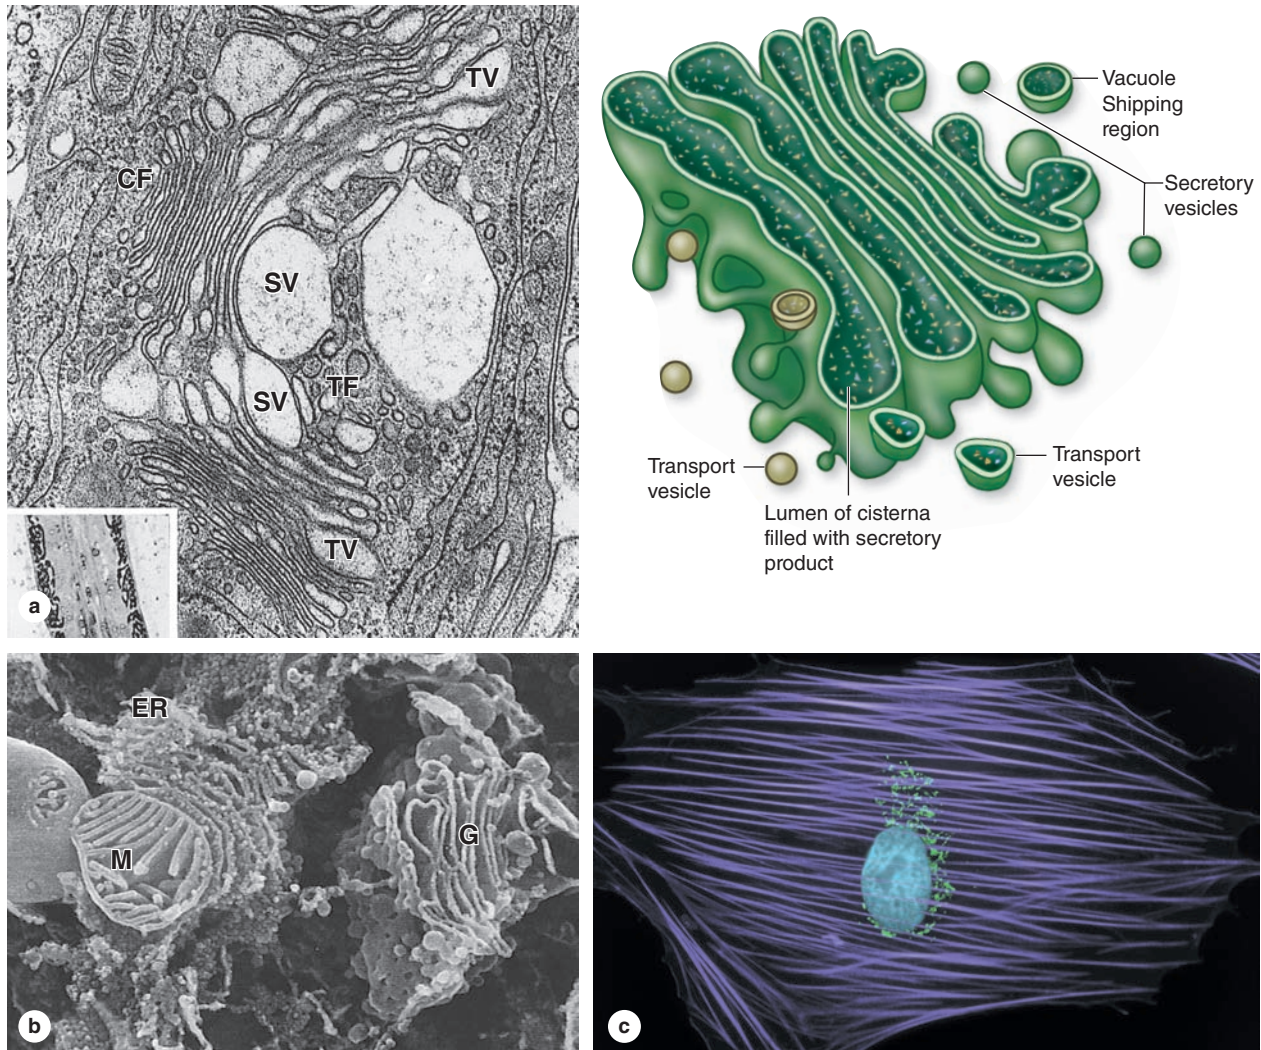 TV
CF
SV
SV
TF
TV
a
Vacuole
Shipping
region
Secretory
vesicles
Transport
vesicle
Transport
vesicle
Lumen of cisterna
filled with secretory
product
ER
M
G
b
c